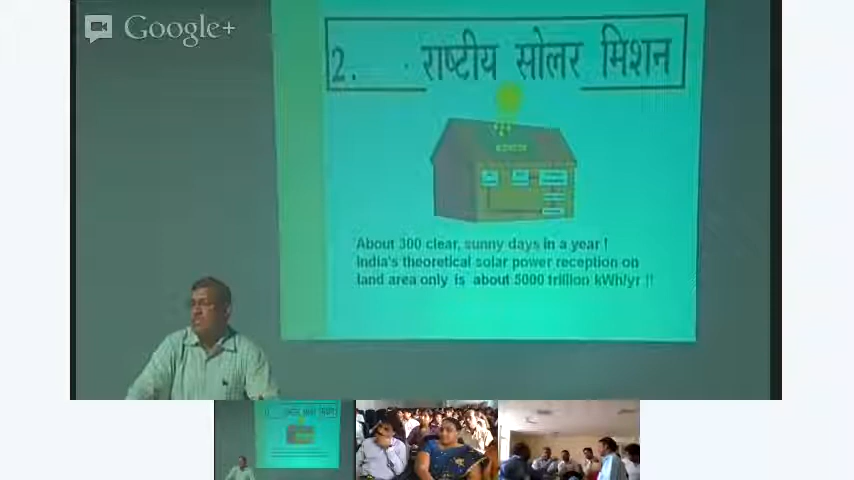 Google+
2. राष्टीय सोलर मिशन
About 300 clear, sunny days in a year !
India's theoretical solar power reception on
land area only is about 5000 trillion kWh/yr !!